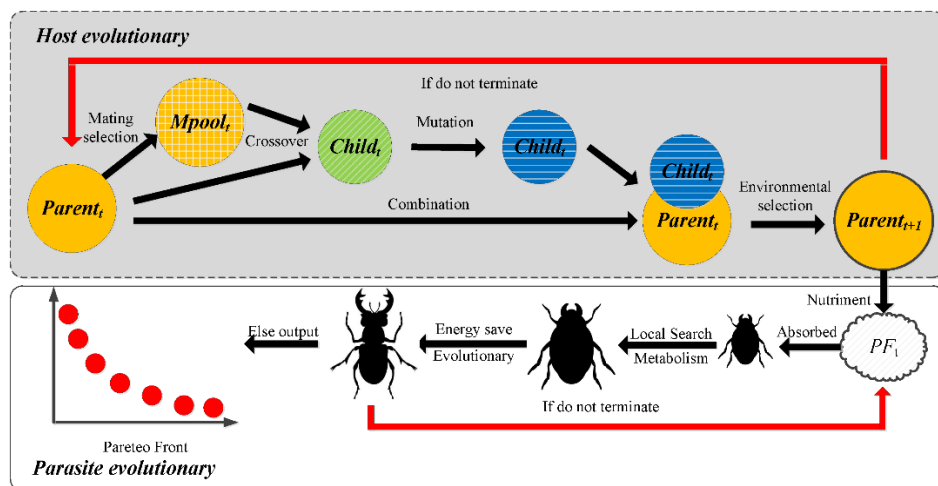 Host evolutionary
If do not terminate
Mating
selection
Mpool_t
Crossover
Child_t
Mutation
Child_t
Child_t
Environmental
selection
Parent_t
Combination
Parent_t
Parent_{t+1}
Nutriment
Else output
Energy save
Evolutionary
Local Search
Metabolism
Absorbed
PF_1
If do not terminate
Pareteo Front
Parasite evolutionary